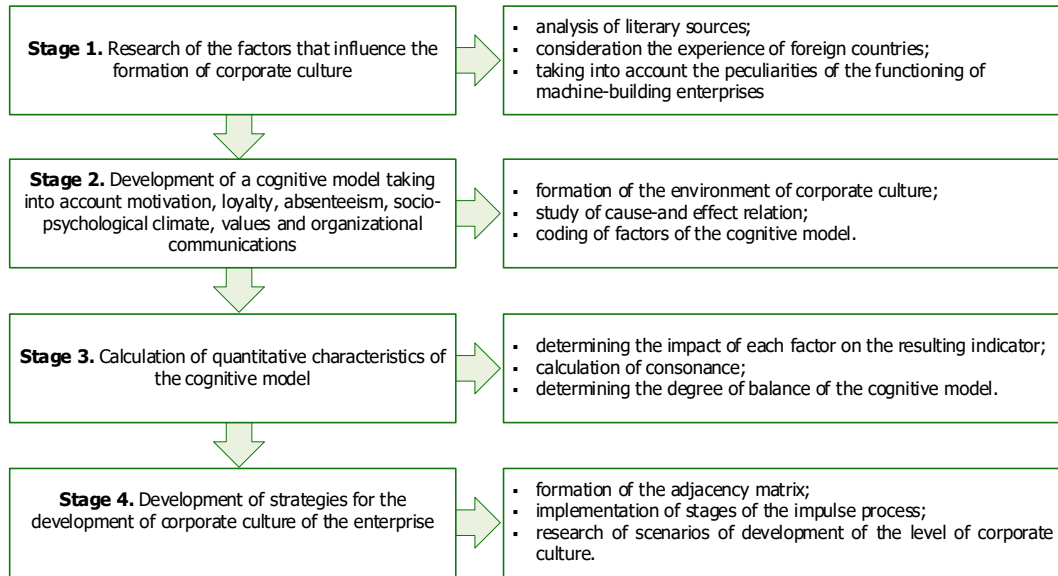 Stage 1. Research of the factors that influence the
formation of corporate culture
▪ analysis of literary sources;
▪ consideration the experience of foreign countries;
▪ taking into account the peculiarities of the functioning of
machine-building enterprises
Stage 2. Development of a cognitive model taking
into account motivation, loyalty, absenteeism, socio-
psychological climate, values and organizational
communications
▪ formation of the environment of corporate culture;
▪ study of cause-and effect relation;
▪ coding of factors of the cognitive model.
Stage 3. Calculation of quantitative characteristics of
the cognitive model
▪ determining the impact of each factor on the resulting indicator;
▪ calculation of consonance;
▪ determining the degree of balance of the cognitive model.
Stage 4. Development of strategies for the
development of corporate culture of the enterprise
▪ formation of the adjacency matrix;
▪ implementation of stages of the impulse process;
▪ research of scenarios of development of the level of corporate
culture.